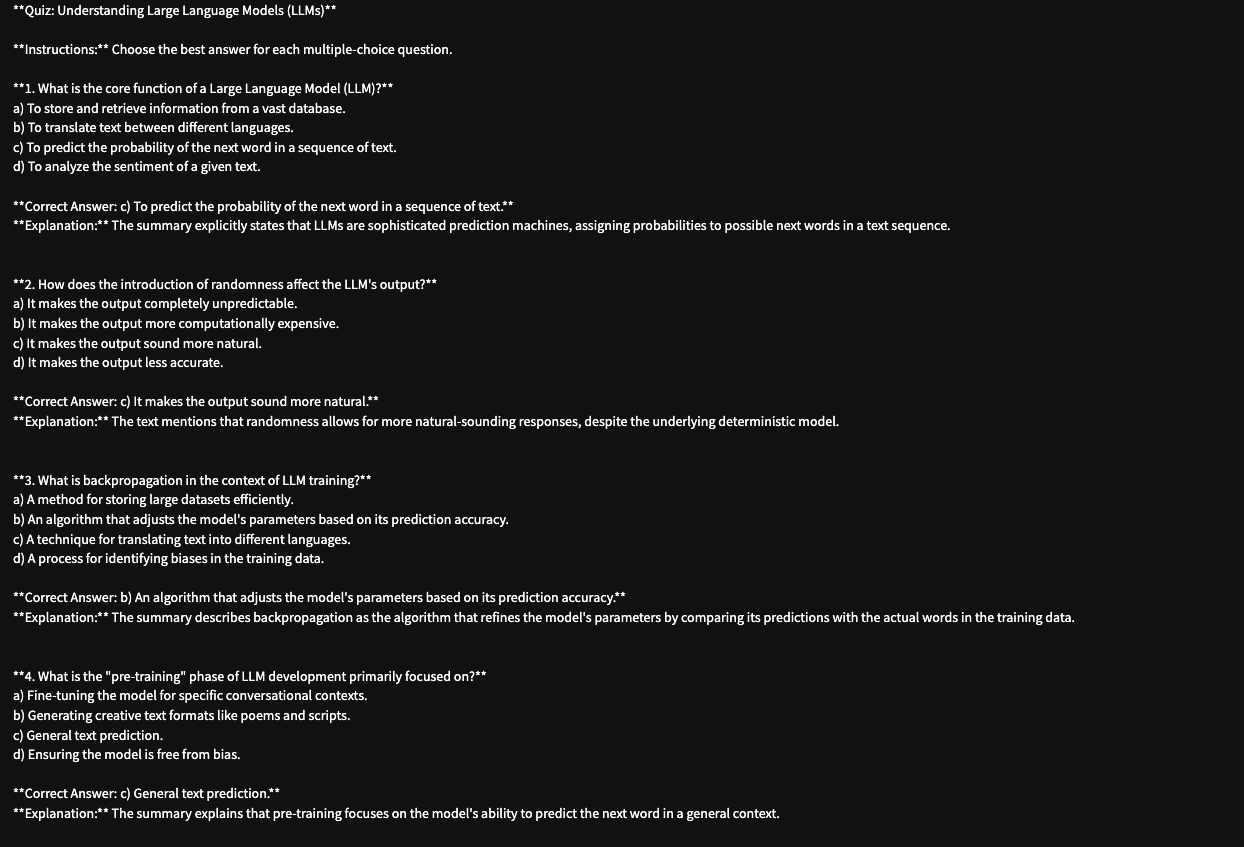 **Quiz: Understanding Large Language Models (LLMs)**
**Instructions:** Choose the best answer for each multiple-choice question.
**1. What is the core function of a Large Language Model (LLM)?**
a) To store and retrieve information from a vast database.
b) To translate text between different languages.
c) To predict the probability of the next word in a sequence of text.
d) To analyze the sentiment of a given text.
**Correct Answer: c) To predict the probability of the next word in a sequence of text.**
**Explanation:** The summary explicitly states that LLMs are sophisticated prediction machines, assigning probabilities to possible next words in a text sequence.
**2. How does the introduction of randomness affect the LLM's output?**
a) It makes the output completely unpredictable.
b) It makes the output more computationally expensive.
c) It makes the output sound more natural.
d) It makes the output less accurate.
**Correct Answer: c) It makes the output sound more natural.**
**Explanation:** The text mentions that randomness allows for more natural-sounding responses, despite the underlying deterministic model.
**3. What is backpropagation in the context of LLM training?**
a) A method for storing large datasets efficiently.
b) An algorithm that adjusts the model's parameters based on its prediction accuracy.
c) A technique for translating text into different languages.
d) A process for identifying biases in the training data.
**Correct Answer: b) An algorithm that adjusts the model's parameters based on its prediction accuracy.**
**Explanation:** The summary describes backpropagation as the algorithm that refines the model's parameters by comparing its predictions with the actual words in the training data.
**4. What is the "pre-training" phase of LLM development primarily focused on?**
a) Fine-tuning the model for specific conversational contexts.
b) Generating creative text formats like poems and scripts.
c) General text prediction.
d) Ensuring the model is free from bias.
**Correct Answer: c) General text prediction.**
**Explanation:** The summary explains that pre-training focuses on the model's ability to predict the next word in a general context.